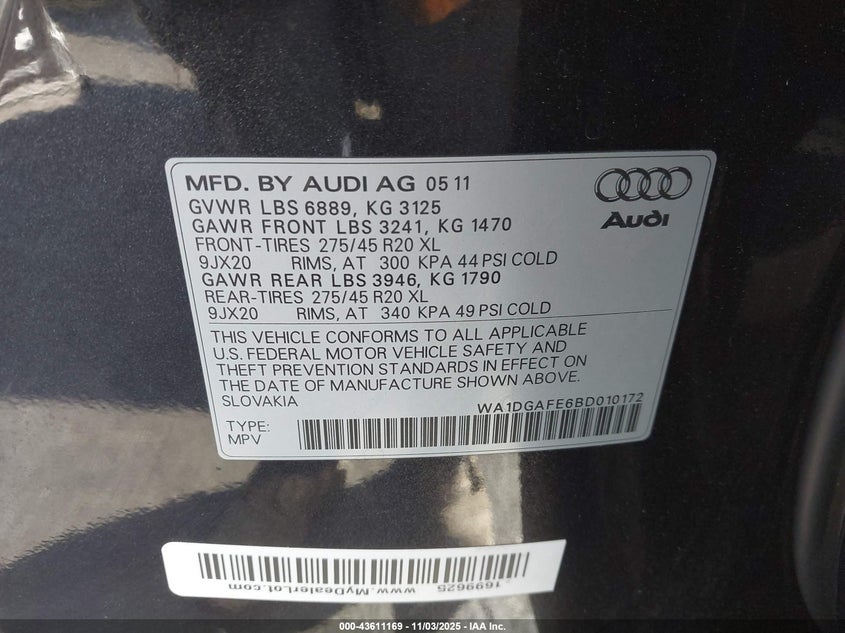 MFD. BY AUDI AG 05 11
GVWR LBS 6889, KG 3125
GAWR FRONT LBS 3241, KG 1470
FRONT-TIRES 275/45 R20 XL
9JX20 RIMS, AT 300 KPA 44 PSI COLD
GAWR REAR LBS 3946, KG 1790
REAR-TIRES 275/45 R20 XL
9JX20 RIMS, AT 340 KPA 49 PSI COLD
Audi
THIS VEHICLE CONFORMS TO ALL APPLICABLE
U.S. FEDERAL MOTOR VEHICLE SAFETY AND
THEFT PREVENTION STANDARDS IN EFFECT ON
THE DATE OF MANUFACTURE SHOWN ABOVE.
SLOVAKIA
WA1DGAFE6BD010172
TYPE:
MPV
1699625 www.MyDealerLot.com
000-43611169 - 11/03/2025 - IAA Inc.